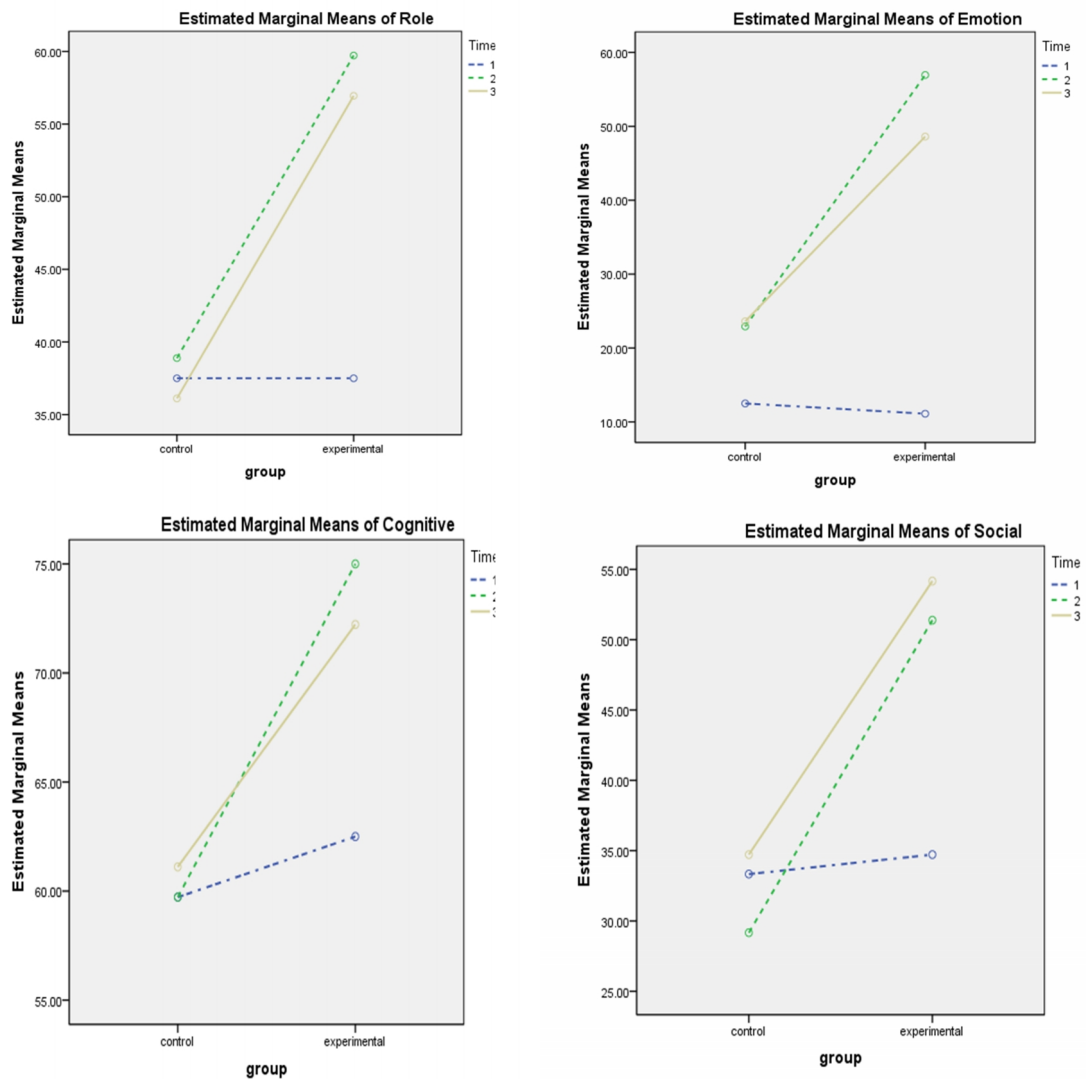 Estimated Marginal Means of Role
Time
1
2
3
Estimated Marginal Means
60.00
55.00
50.00
45.00
40.00
35.00
control
experimental
group
Estimated Marginal Means of Emotion
Time
1
2
3
Estimated Marginal Means
60.00
50.00
40.00
30.00
20.00
10.00
control
experimental
group
Estimated Marginal Means of Cognitive
Time
Estimated Marginal Means
75.00
70.00
65.00
60.00
55.00
control
experimental
group
Estimated Marginal Means of Social
Time
1
2
3
Estimated Marginal Means
55.00
50.00
45.00
40.00
35.00
30.00
25.00
control
experimental
group